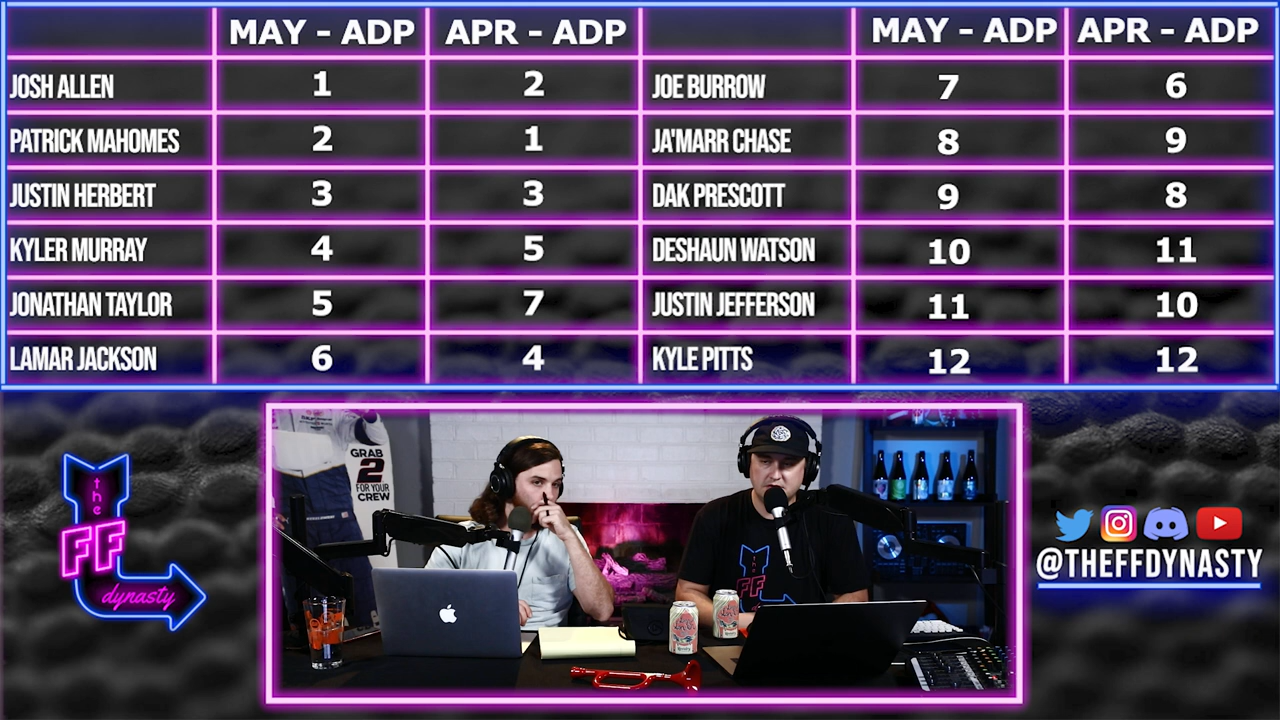 MAY - ADP APR - ADP MAY - ADP APR - ADP
JOSH ALLEN 1 2 JOE BURROW 7 6
PATRICK MAHOMES 2 1 JA'MARR CHASE 8 9
JUSTIN HERBERT 3 3 DAK PRESCOTT 9 8
KYLER MURRAY 4 5 DESHAUN WATSON 10 11
JONATHAN TAYLOR 5 7 JUSTIN JEFFERSON 11 10
LAMAR JACKSON 6 4 KYLE PITTS 12 12
the
FF
dynasty
GRAB
2
FOR YOUR
CREW
the
FF
@THEFFDYNASTY